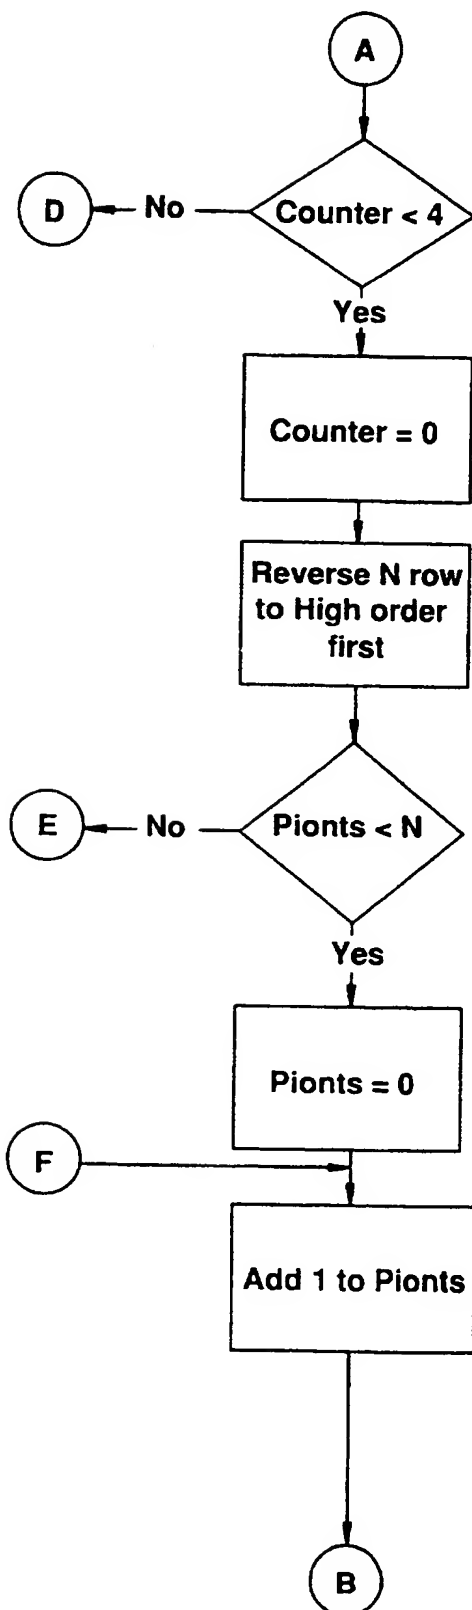 A
D
No
Counter < 4
Yes
Counter = 0
Reverse N row
to High order
first
E
No
Pionts < N
Yes
Pionts = 0
F
Add 1 to Pionts
B